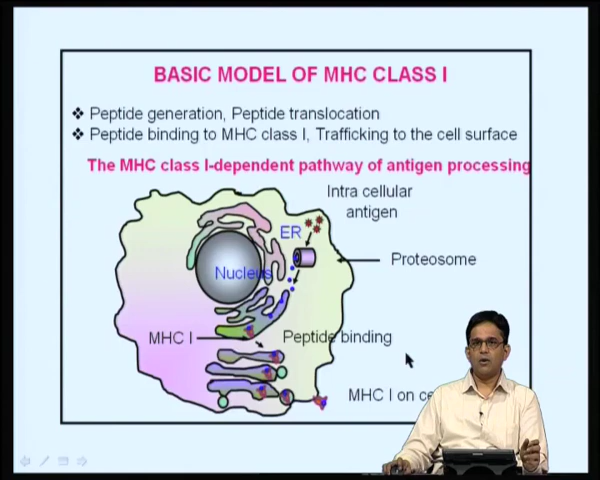 BASIC MODEL OF MHC CLASS I
❖ Peptide generation, Peptide translocation
❖ Peptide binding to MHC class I, Trafficking to the cell surface
The MHC class I-dependent pathway of antigen processing
Intra cellular
antigen
ER
Proteosome
Nucleus
MHC I
Peptide binding
MHC I on ce